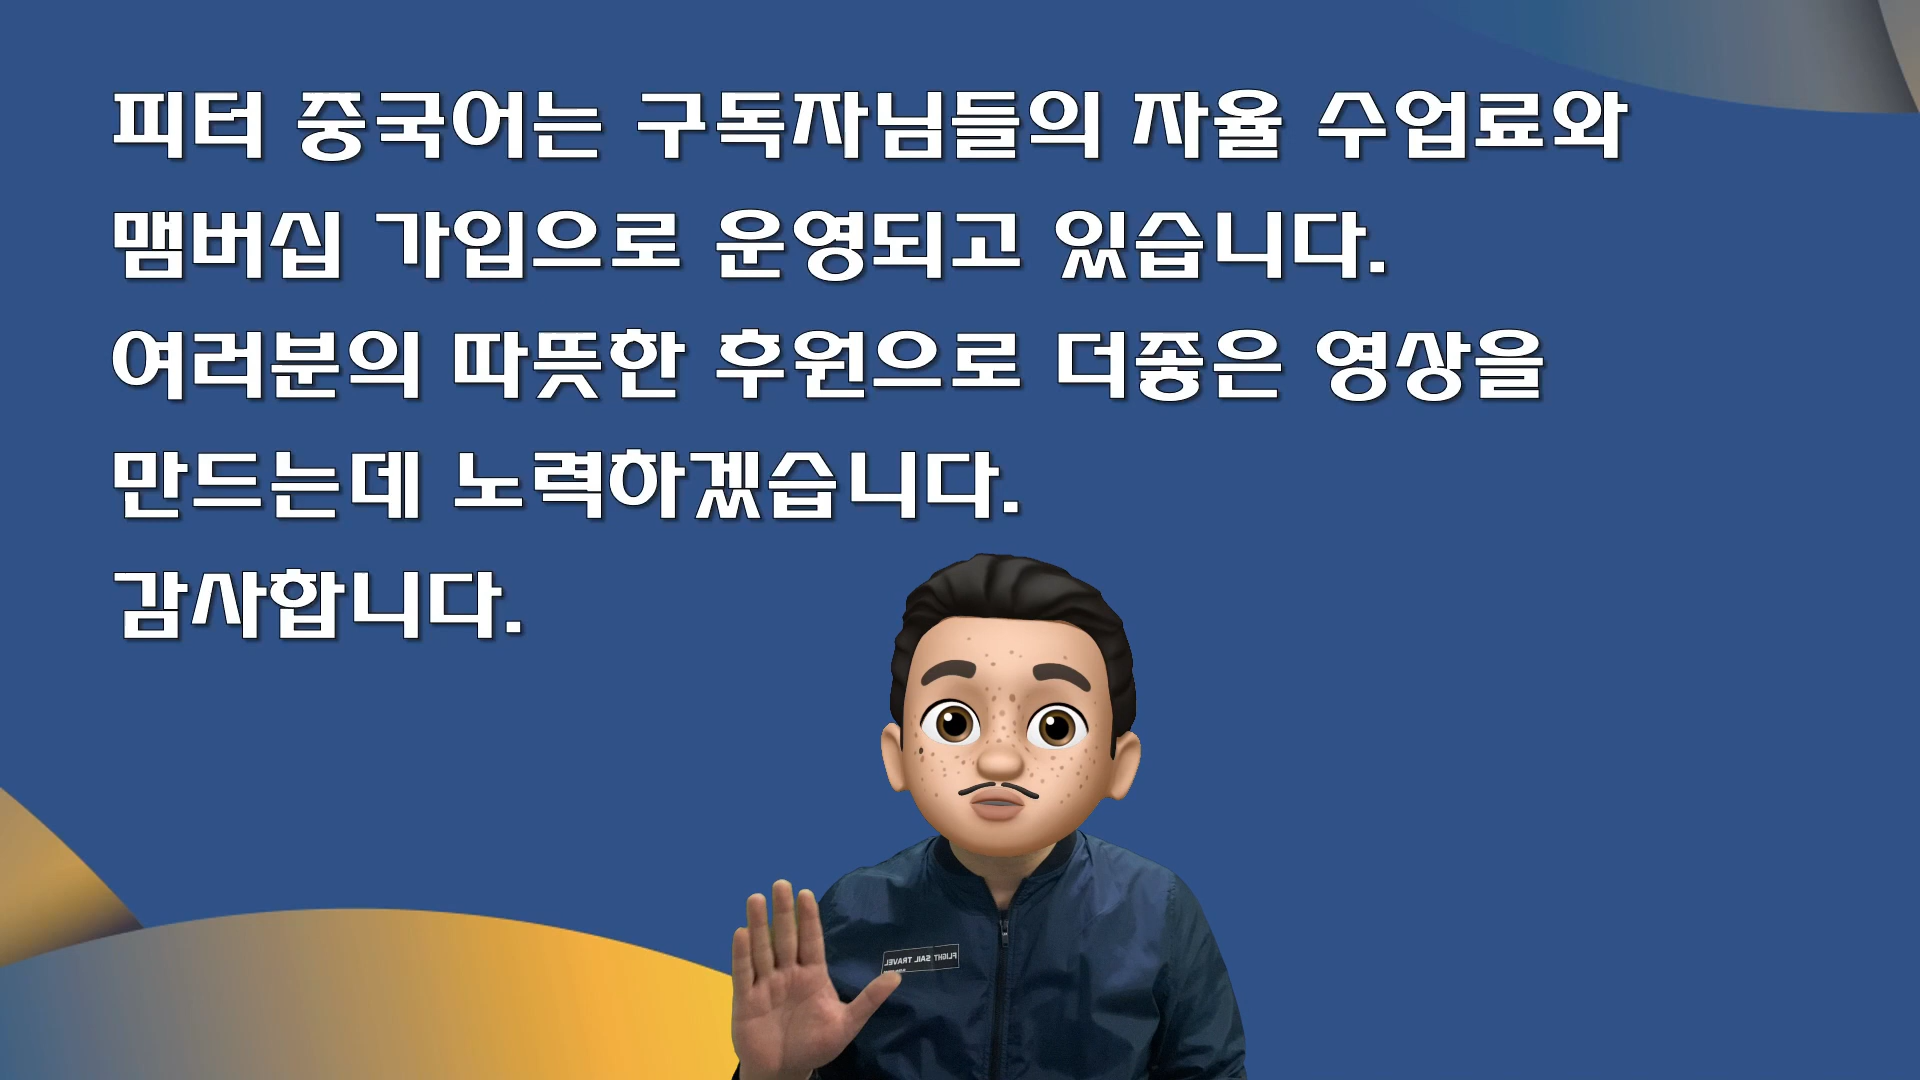 피터 중국어는 구독자님들의 자율 수업료와
맴버십 가입으로 운영되고 있습니다.
여러분의 따뜻한 후원으로 더좋은 영상을
만드는데 노력하겠습니다.
감사합니다.
FLIGHT SAIL TRAVEL